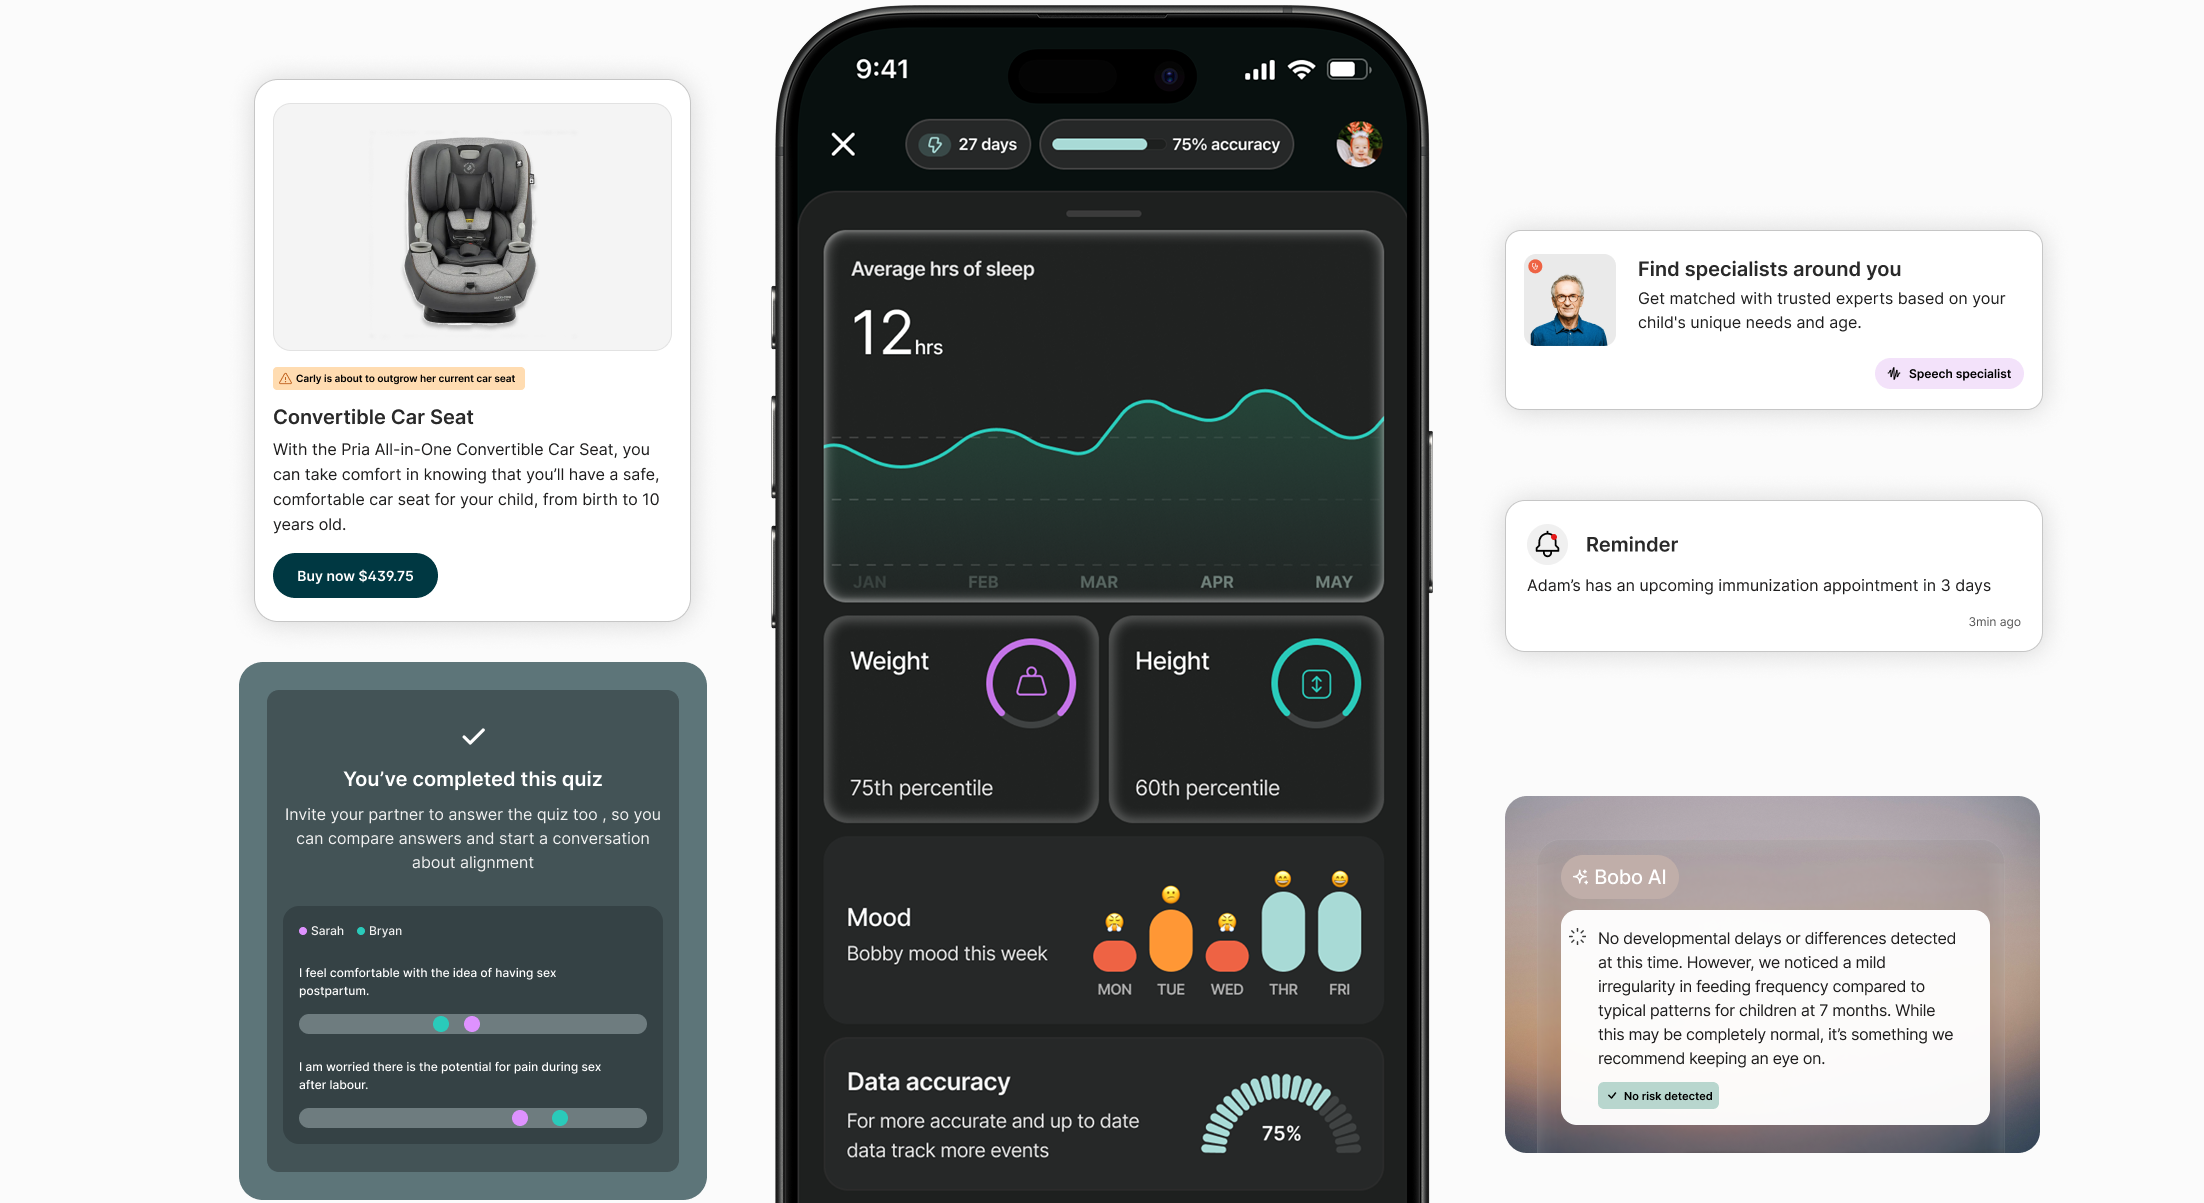 Carly is about to outgrow her current car seat
Convertible Car Seat
With the Pria All-in-One Convertible Car Seat, you
can take comfort in knowing that you’ll have a safe,
comfortable car seat for your child, from birth to 10
years old.
Buy now $439.75
You’ve completed this quiz
Invite your partner to answer the quiz too , so you
can compare answers and start a conversation
about alignment
Sarah Bryan
I feel comfortable with the idea of having sex
postpartum.
I am worried there is the potential for pain during sex
after labour.
9:41
27 days
75% accuracy
Average hrs of sleep
12 hrs
JAN FEB MAR APR MAY
Weight
75th percentile
Height
60th percentile
Mood
Bobby mood this week
MON TUE WED THR FRI
Data accuracy
For more accurate and up to date
data track more events
75%
Find specialists around you
Get matched with trusted experts based on your
child's unique needs and age.
Speech specialist
Reminder
Adam’s has an upcoming immunization appointment in 3 days
3min ago
Bobo AI
No developmental delays or differences detected
at this time. However, we noticed a mild
irregularity in feeding frequency compared to
typical patterns for children at 7 months. While
this may be completely normal, it’s something we
recommend keeping an eye on.
No risk detected